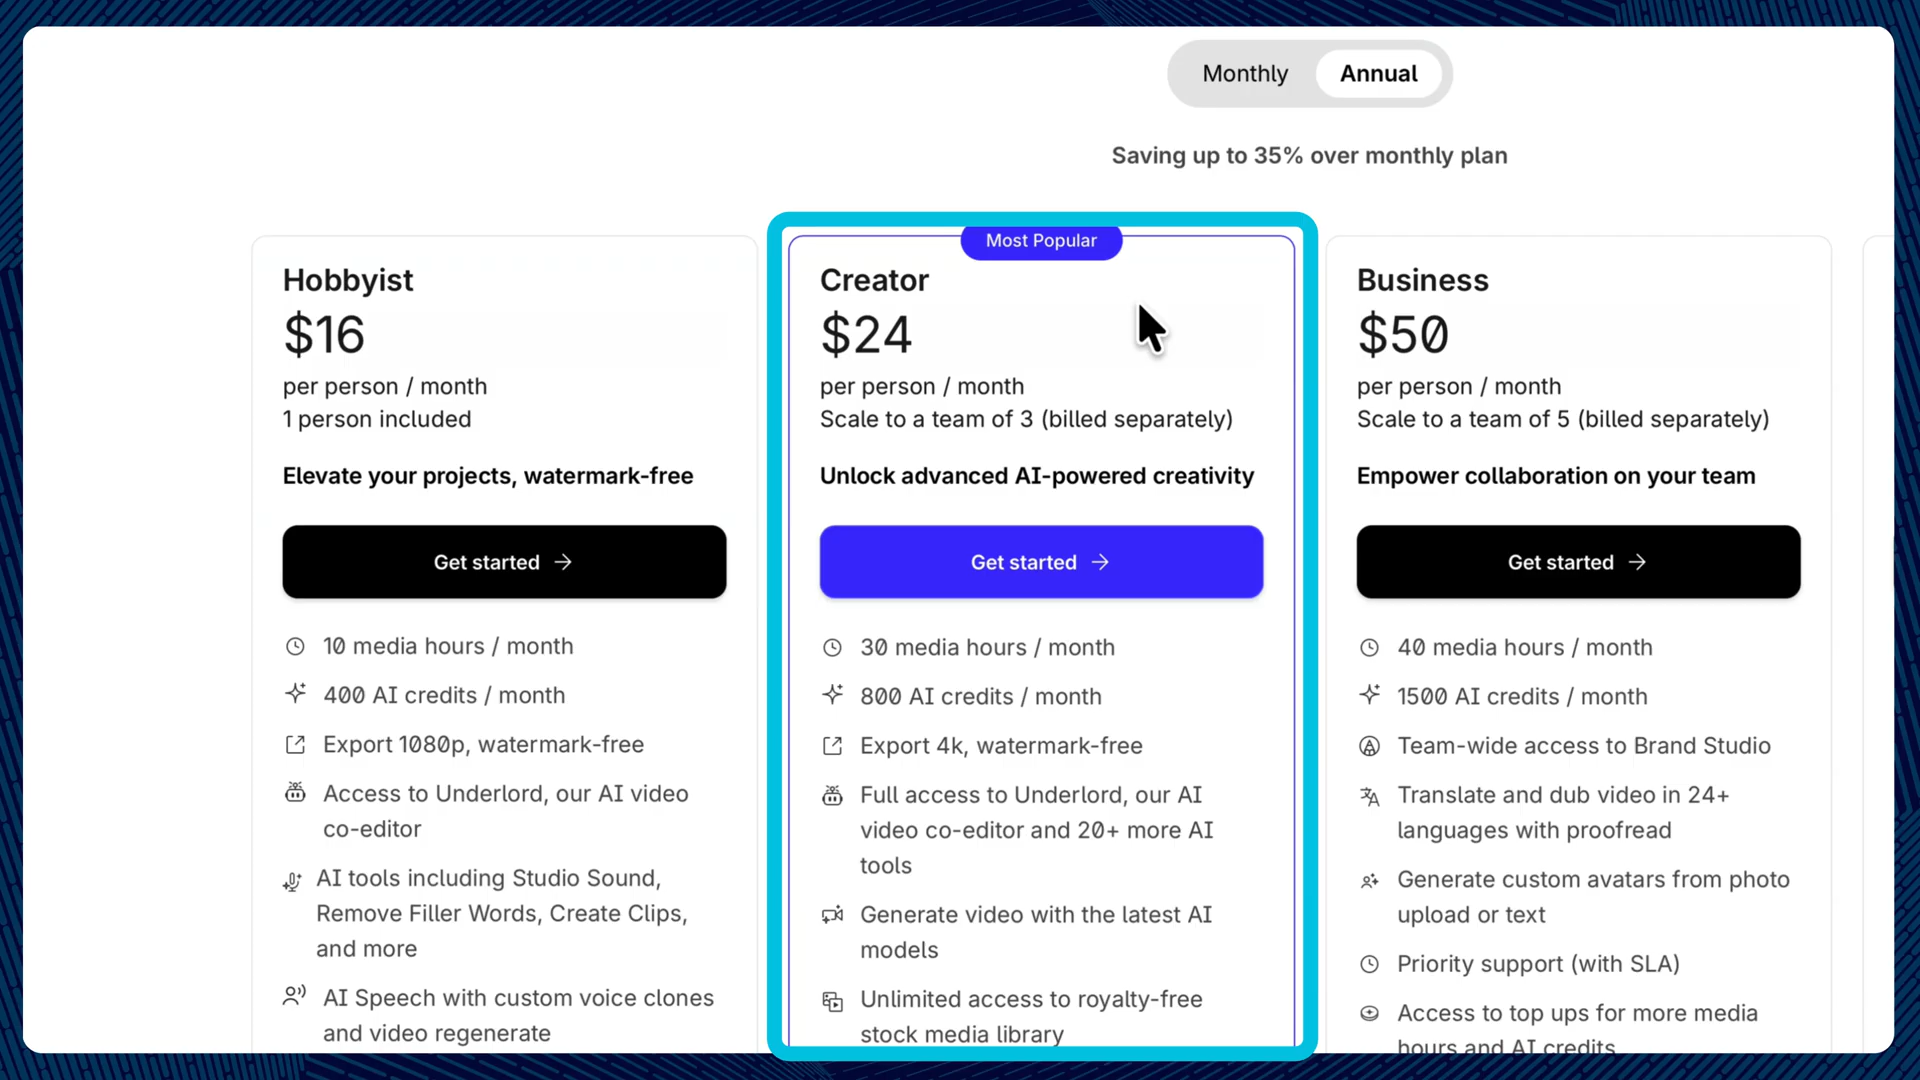 Monthly
Annual
Saving up to 35% over monthly plan
Hobbyist
$16
per person / month
1 person included
Elevate your projects, watermark-free
Get started →
10 media hours / month
400 AI credits / month
Export 1080p, watermark-free
Access to Underlord, our AI video
co-editor
AI tools including Studio Sound,
Remove Filler Words, Create Clips,
and more
AI Speech with custom voice clones
and video regenerate
Most Popular
Creator
$24
per person / month
Scale to a team of 3 (billed separately)
Unlock advanced AI-powered creativity
Get started →
30 media hours / month
800 AI credits / month
Export 4k, watermark-free
Full access to Underlord, our AI
video co-editor and 20+ more AI
tools
Generate video with the latest AI
models
Unlimited access to royalty-free
stock media library
Business
$50
per person / month
Scale to a team of 5 (billed separately)
Empower collaboration on your team
Get started →
40 media hours / month
1500 AI credits / month
Team-wide access to Brand Studio
Translate and dub video in 24+
languages with proofread
Generate custom avatars from photo
upload or text
Priority support (with SLA)
Access to top ups for more media
hours and AI credits